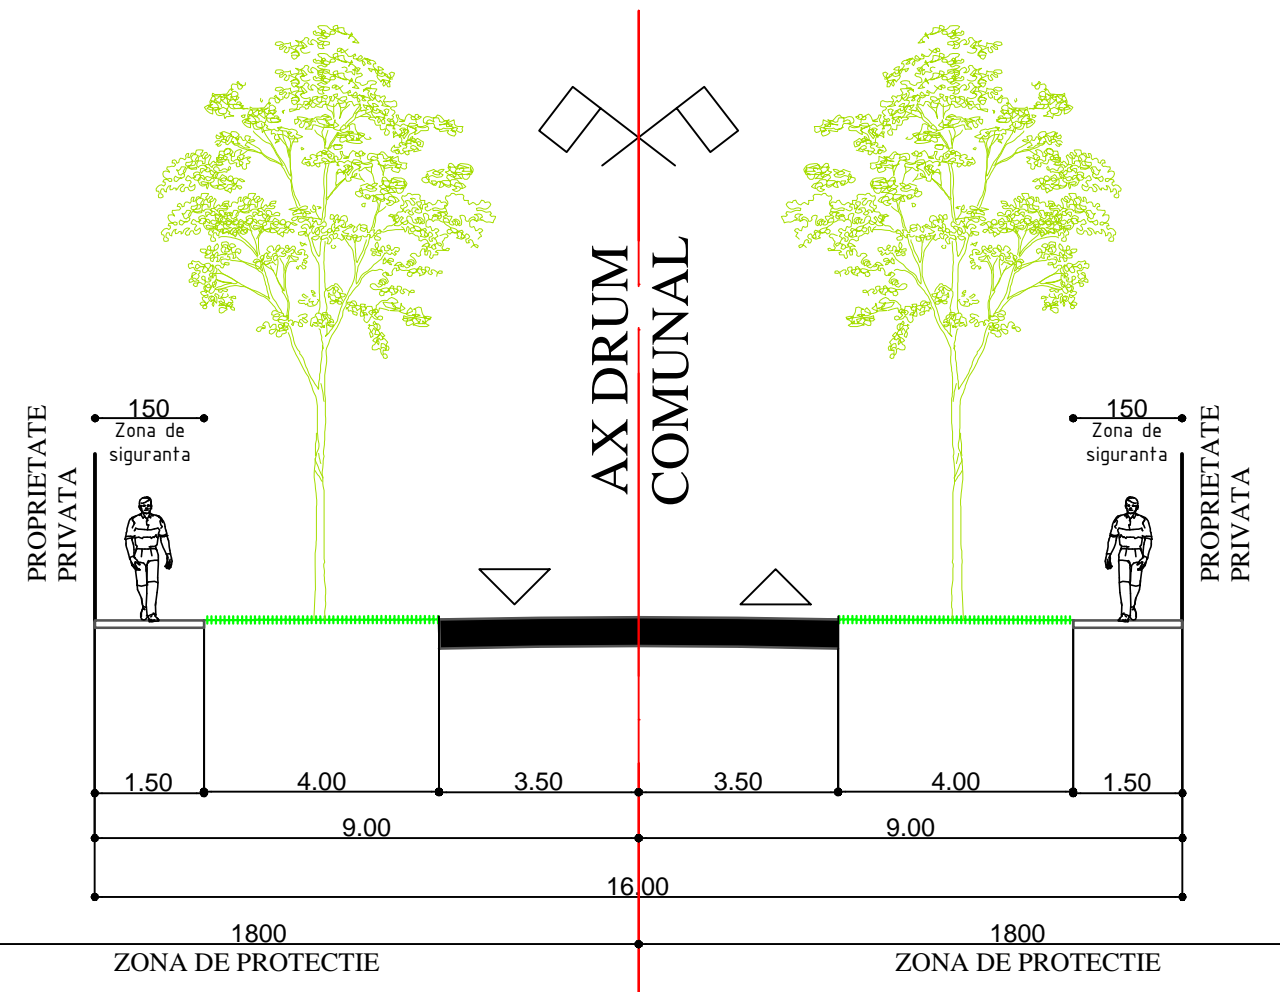 AX DRUM
COMUNAL
150
Zona de
siguranta
150
Zona de
siguranta
PROPRIETATE
PRIVATA
PROPRIETATE
PRIVATA
1.50
4.00
3.50
3.50
4.00
1.50
9.00
9.00
16.00
1800
1800
ZONA DE PROTECTIE
ZONA DE PROTECTIE